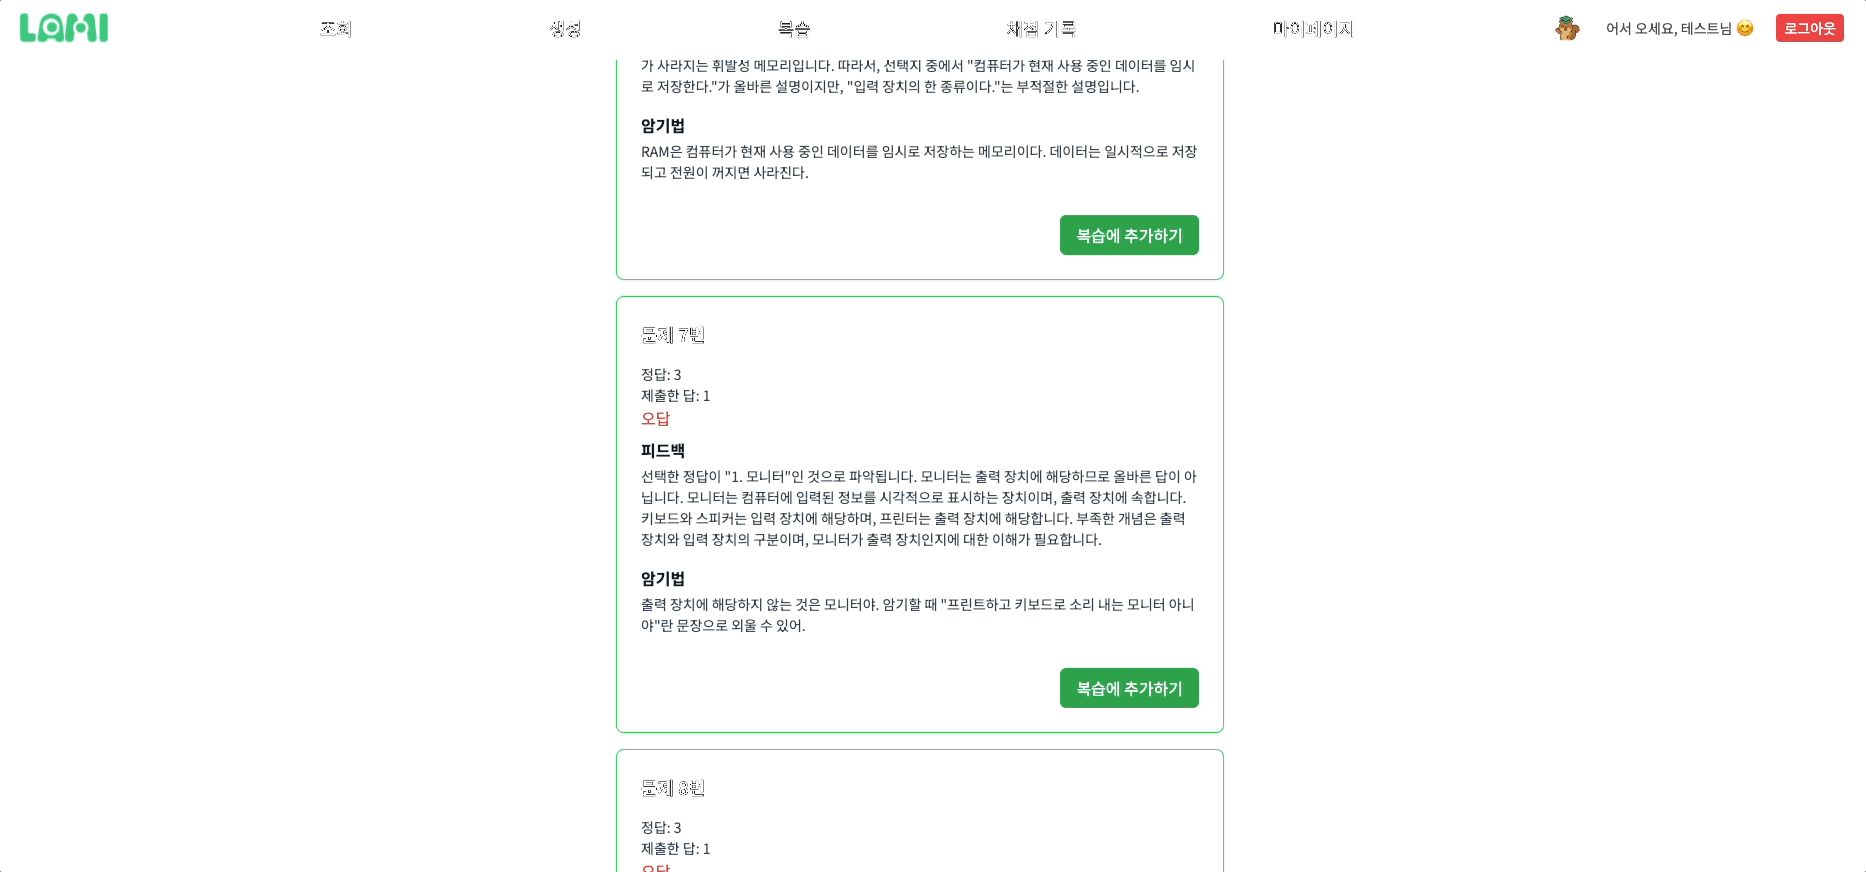 LAMI
조회
생성
복습
채점 기록
마이페이지
어서 오세요, 테스트님 😊
로그아웃
가 사라지는 휘발성 메모리입니다. 따라서, 선택지 중에서 "컴퓨터가 현재 사용 중인 데이터를 임시
로 저장한다."가 올바른 설명이지만, "입력 장치의 한 종류이다."는 부적절한 설명입니다.
암기법
RAM은 컴퓨터가 현재 사용 중인 데이터를 임시로 저장하는 메모리이다. 데이터는 일시적으로 저장
되고 전원이 꺼지면 사라진다.
복습에 추가하기
문제 7번
정답: 3
제출한 답: 1
오답
피드백
선택한 정답이 "1. 모니터"인 것으로 파악됩니다. 모니터는 출력 장치에 해당하므로 올바른 답이 아
닙니다. 모니터는 컴퓨터에 입력된 정보를 시각적으로 표시하는 장치이며, 출력 장치에 속합니다.
키보드와 스피커는 입력 장치에 해당하며, 프린터는 출력 장치에 해당합니다. 부족한 개념은 출력
장치와 입력 장치의 구분이며, 모니터가 출력 장치인지에 대한 이해가 필요합니다.
암기법
출력 장치에 해당하지 않는 것은 모니터야. 암기할 때 "프린트하고 키보드로 소리 내는 모니터 아니
야"란 문장으로 외울 수 있어.
복습에 추가하기
문제 8번
정답: 3
제출한 답: 1
오답